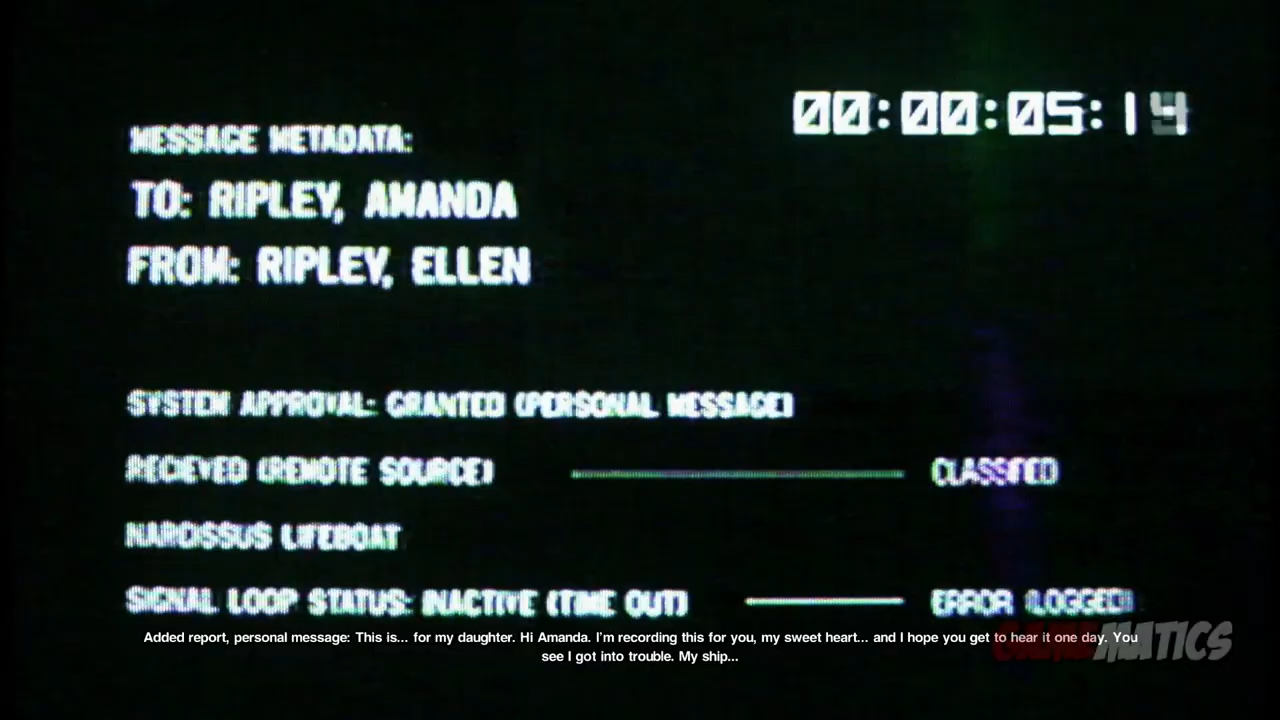 00:00:05:14
MESSAGE METADATA:
TO: RIPLEY, AMANDA
FROM: RIPLEY, ELLEN
SYSTEM APPROVAL: GRANTED (PERSONAL MESSAGE)
RECIEVED (REMOTE SOURCE) CLASSIFIED
NARCISSUS LIFEBOAT
SIGNAL LOOP STATUS: INACTIVE (TIME OUT) ERROR (LOGGED)
Added report, personal message: This is... for my daughter. Hi Amanda. I'm recording this for you, my sweet heart... and I hope you get to hear it one day. You
see I got into trouble. My ship...
GAMEMATICS